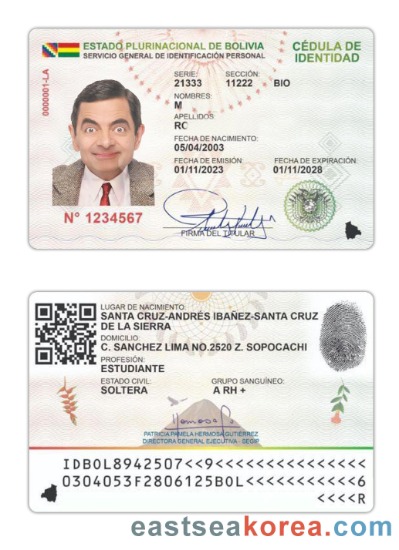 ESTADO PLURINACIONAL DE BOLIVIA
SERVICIO GENERAL DE IDENTIFICACIÓN PERSONAL
CÉDULA DE
IDENTIDAD
0000001-LA
SERIE: SECCIÓN:
21333 11222 BIO
NOMBRES:
M
APELLIDOS
RC
FECHA DE NACIMIENTO:
05/04/2003
FECHA DE EMISIÓN FECHA DE EXPIRACIÓN
01/11/2023 01/11/2028
N° 1234567
FIRMA DEL TITULAR
LUGAR DE NACIMIENTO:
SANTA CRUZ-ANDRÉS IBAÑEZ-SANTA CRUZ
DE LA SIERRA
DOMICILIO:
C. SANCHEZ LIMA NO.2520 Z. SOPOCACHI
PROFESIÓN:
ESTUDIANTE
ESTADO CIVIL: GRUPO SANGUÍNEO:
SOLTERA A RH +
PATRICIA PAMELA HERMOSA GUTIERREZ
DIRECTORA GENERAL EJECUTIVA - SEGIP
IDBOL8942507<<9<<<<<<<<<<<<<<<
0304053F2806125BOL<<<<<<<<<<<6
<<<<R
eastseakorea.com